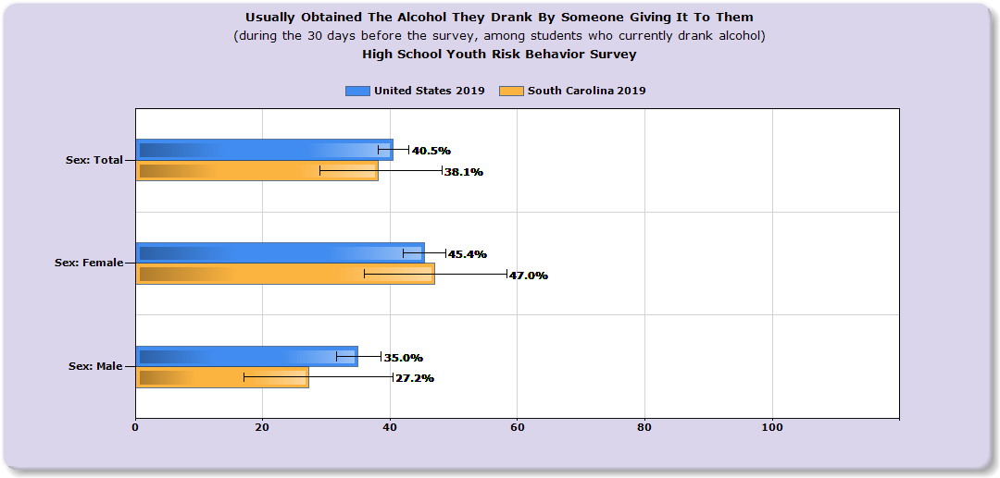 Usually Obtained The Alcohol They Drank By Someone Giving It To Them
(during the 30 days before the survey, among students who currently drank alcohol)
High School Youth Risk Behavior Survey
United States 2019 South Carolina 2019
Sex: Total
40.5%
38.1%
Sex: Female
45.4%
47.0%
Sex: Male
35.0%
27.2%
0 20 40 60 80 100